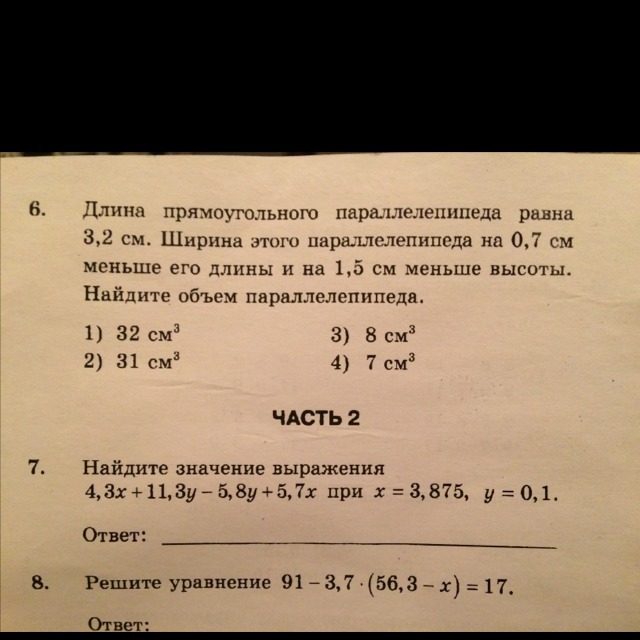 6. Длина прямоугольного параллелепипеда равна
3,2 см. Ширина этого параллелепипеда на 0,7 см
меньше его длины и на 1,5 см меньше высоты.
Найдите объем параллелепипеда.
1) 32 см³ 3) 8 см³
2) 31 см³ 4) 7 см³
ЧАСТЬ 2
7. Найдите значение выражения
4,3x + 11,3y – 5,8y + 5,7x при x = 3,875, y = 0,1.
Ответ:
8. Решите уравнение 91 – 3,7 · (56,3 – x) = 17.
Ответ: